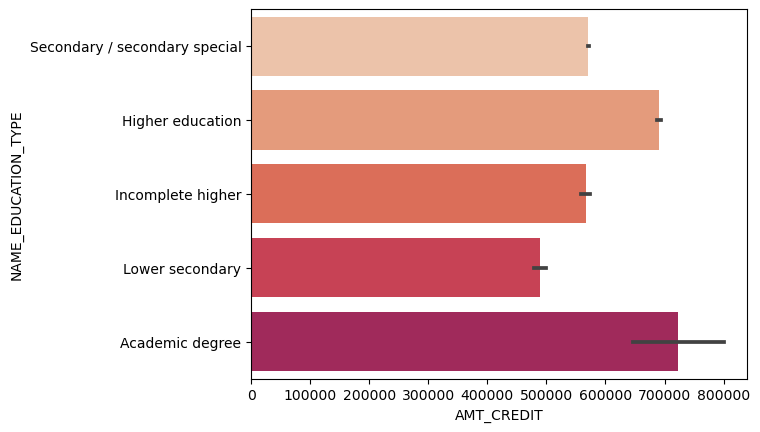 NAME_EDUCATION_TYPE
Secondary / secondary special
Higher education
Incomplete higher
Lower secondary
Academic degree
0 100000 200000 300000 400000 500000 600000 700000 800000
AMT_CREDIT